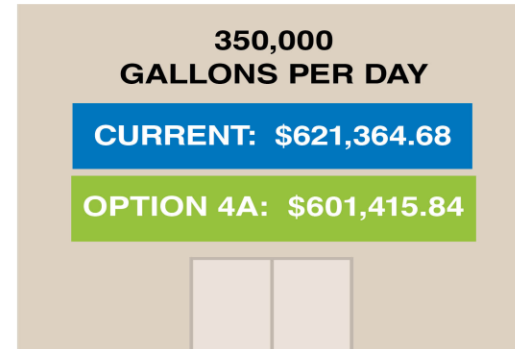 350,000
GALLONS PER DAY
CURRENT: $621,364.68
OPTION 4A: $601,415.84